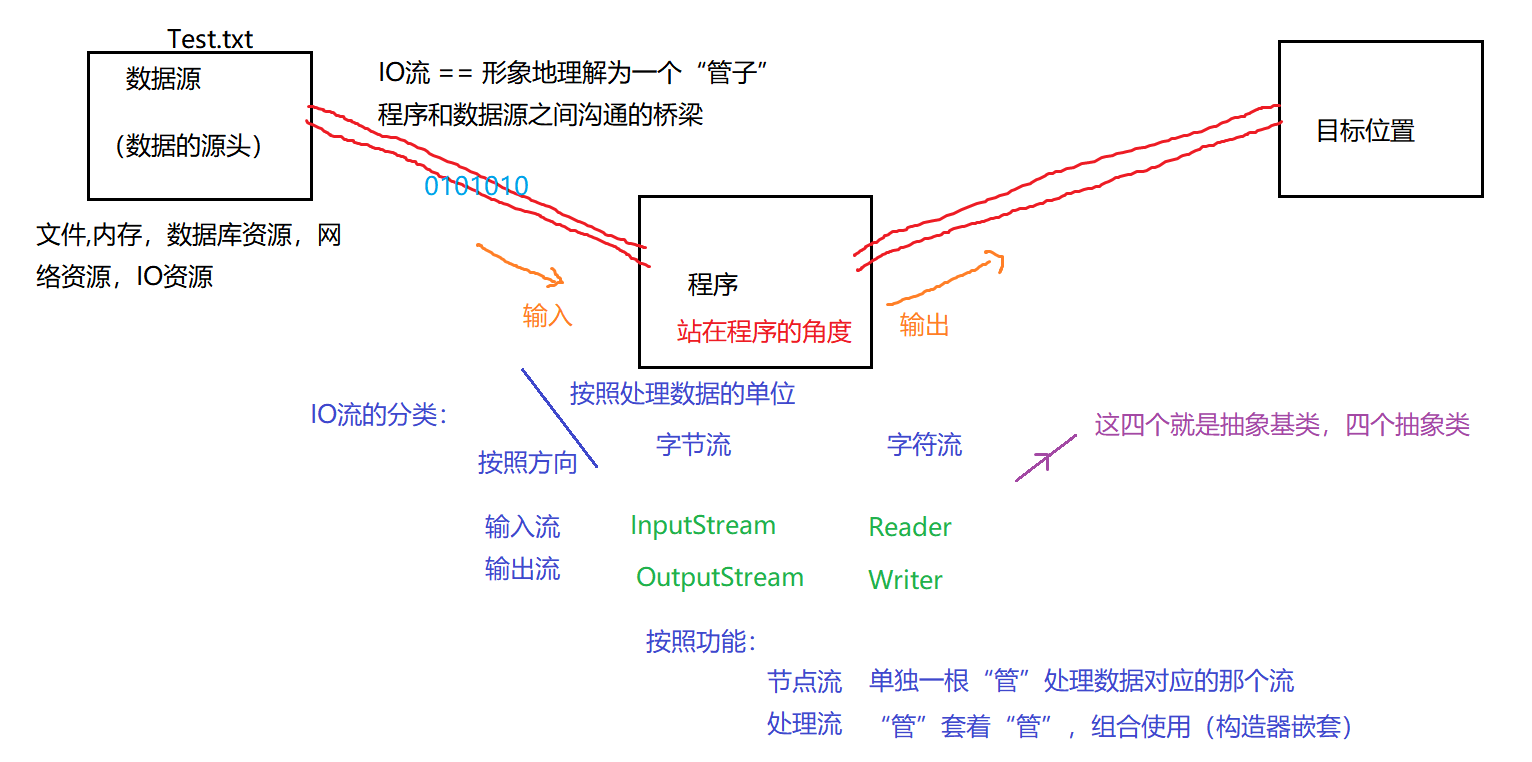 Test.txt
数据源
（数据的源头）
IO流 == 形象地理解为一个“管子”
程序和数据源之间沟通的桥梁
目标位置
0101010
文件,内存，数据库资源，网
络资源，IO资源
输入
程序
站在程序的角度
输出
IO流的分类：
按照处理数据的单位
按照方向
字节流
字符流
这四个就是抽象基类，四个抽象类
输入流
InputStream
Reader
输出流
OutputStream
Writer
按照功能：
节点流 单独一根“管”处理数据对应的那个流
处理流 “管”套着“管”，组合使用（构造器嵌套）